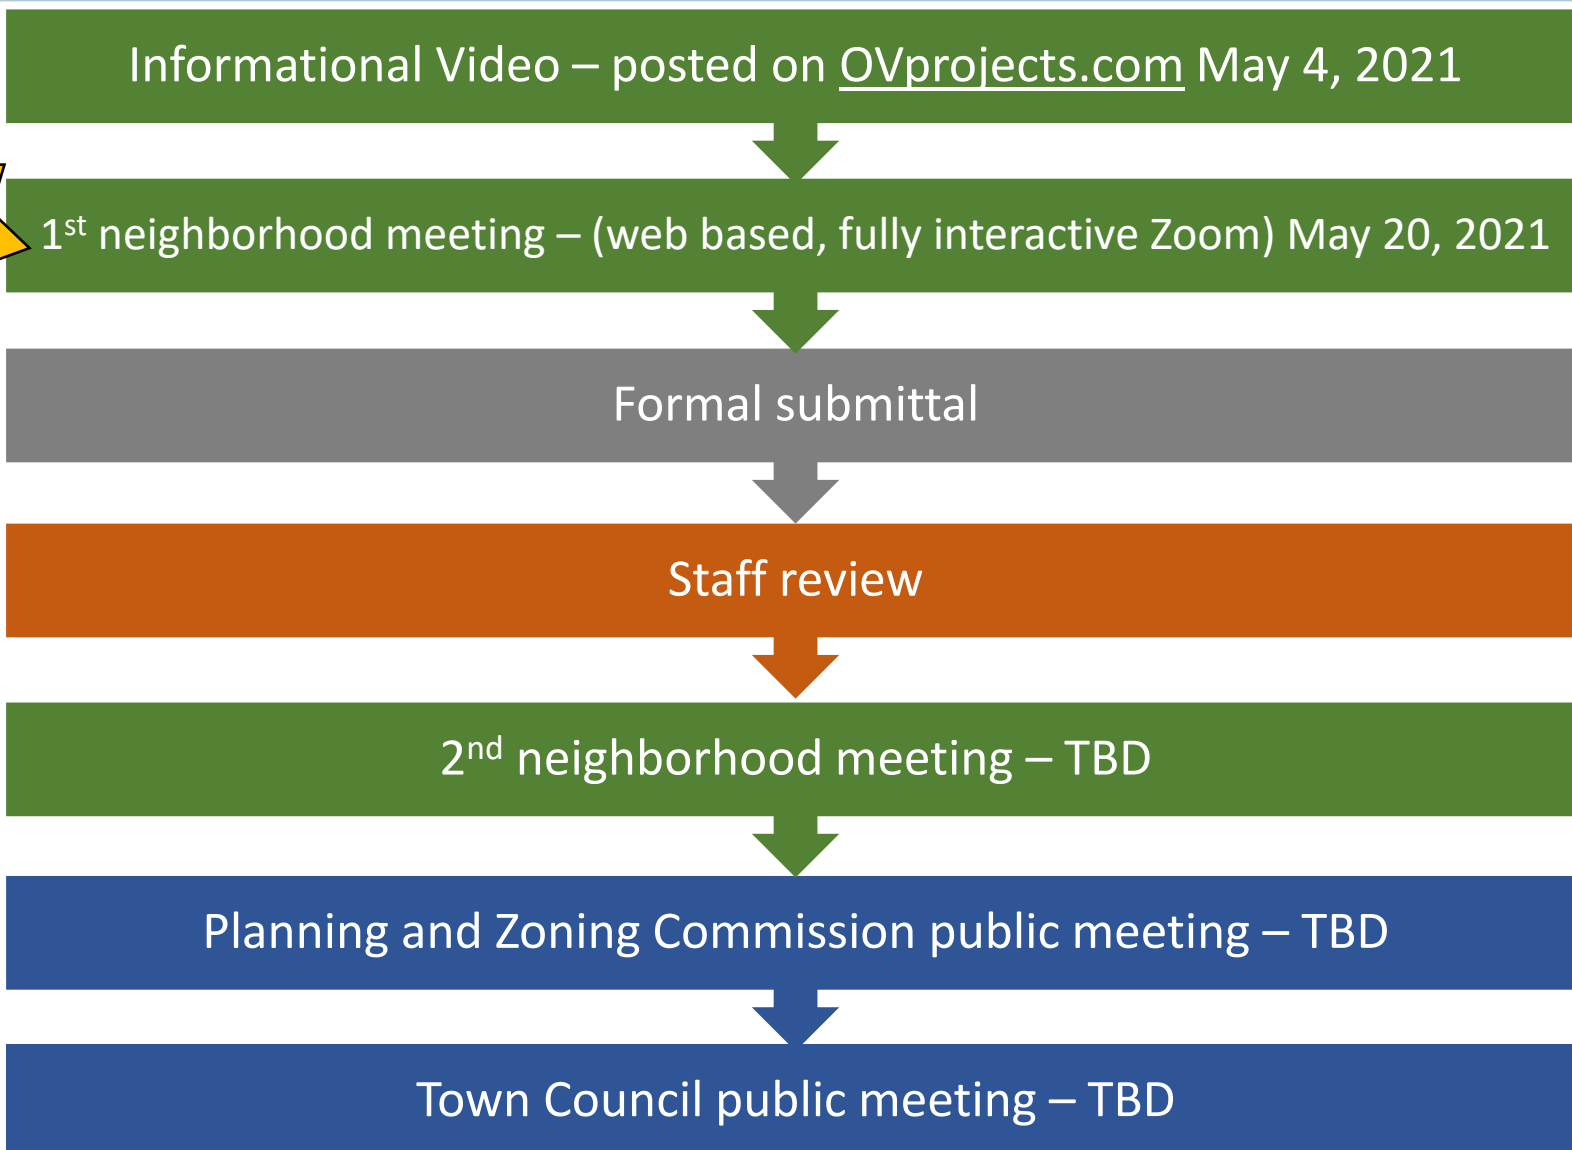 Informational Video – posted on OVprojects.com May 4, 2021
1st neighborhood meeting – (web based, fully interactive Zoom) May 20, 2021
Formal submittal
Staff review
2nd neighborhood meeting – TBD
Planning and Zoning Commission public meeting – TBD
Town Council public meeting – TBD